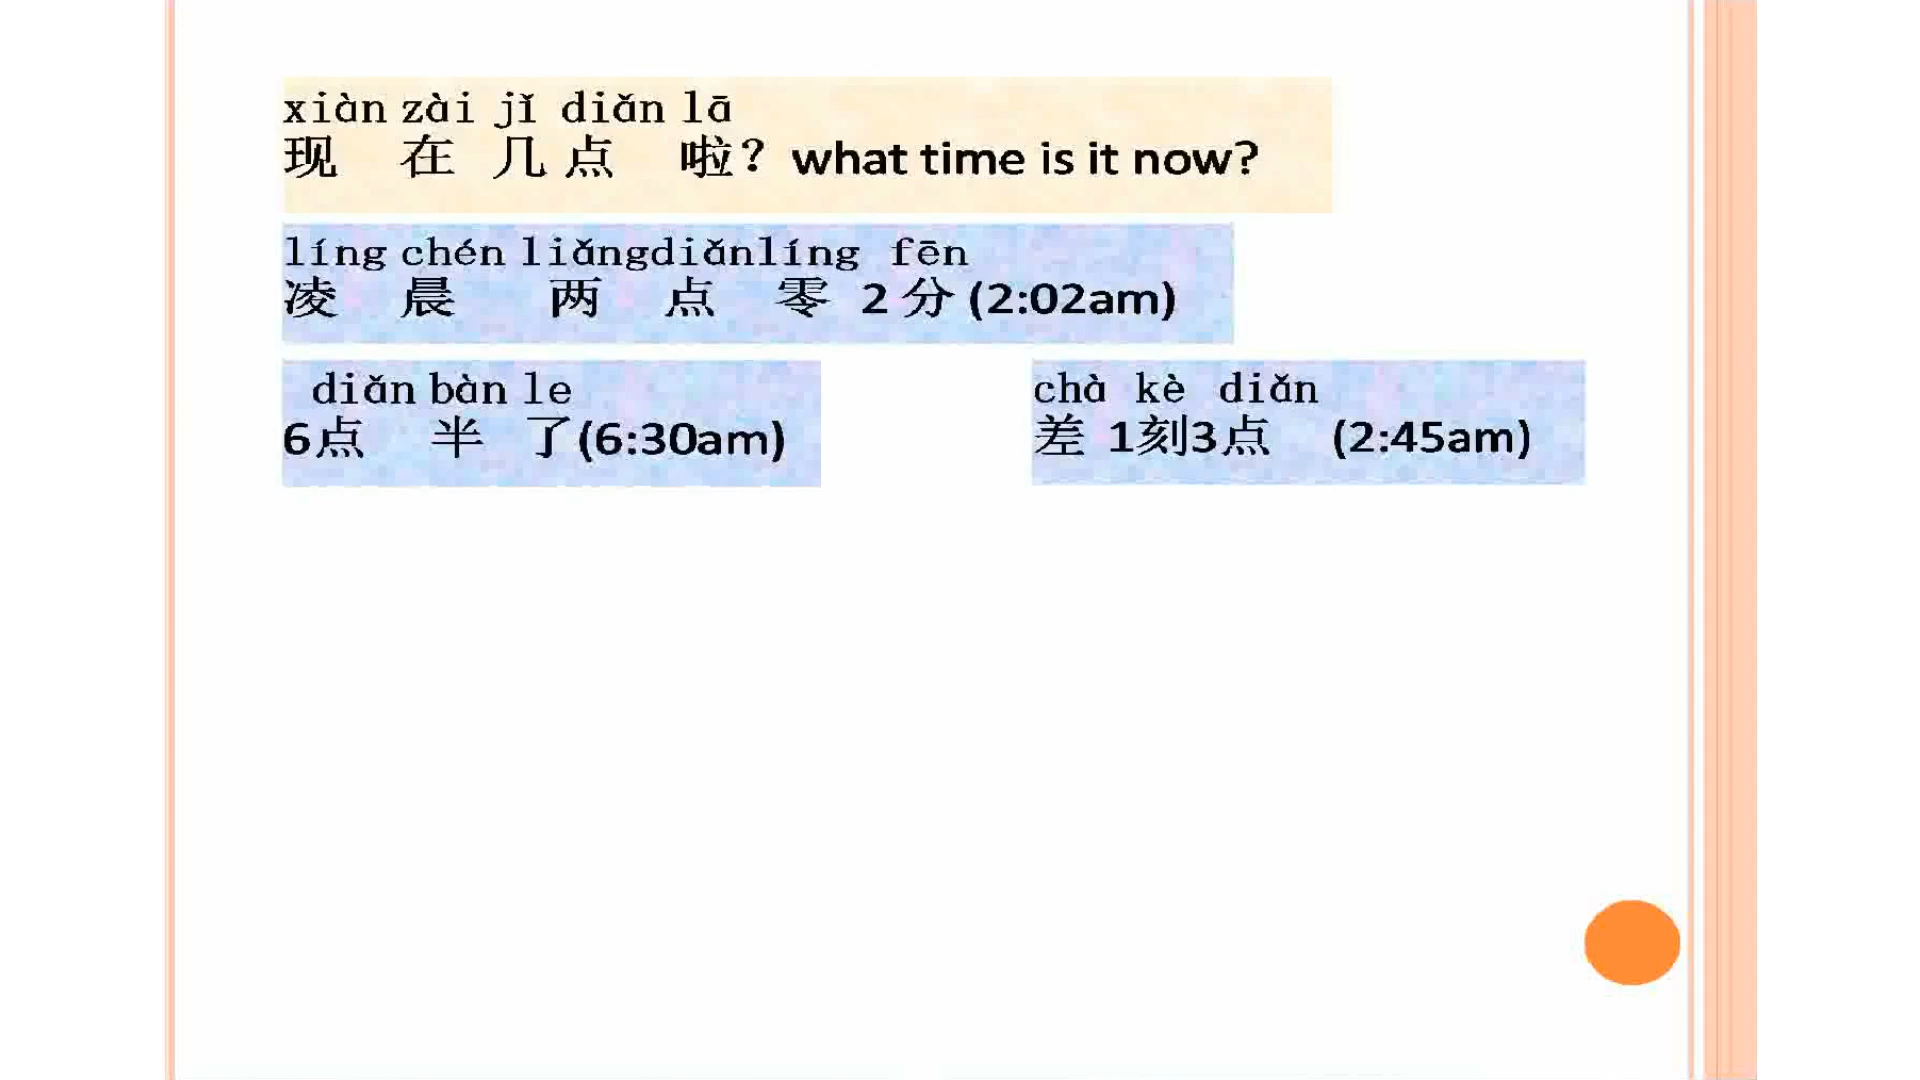 xiàn zài jǐ diǎn lā
现 在 几 点 啦？ what time is it now?
líng chén liǎngdiǎnlíng fēn
凌 晨 两 点 零 2 分 (2:02am)
diǎn bàn le
6点 半 了(6:30am)
chà kè diǎn
差 1刻3点 (2:45am)